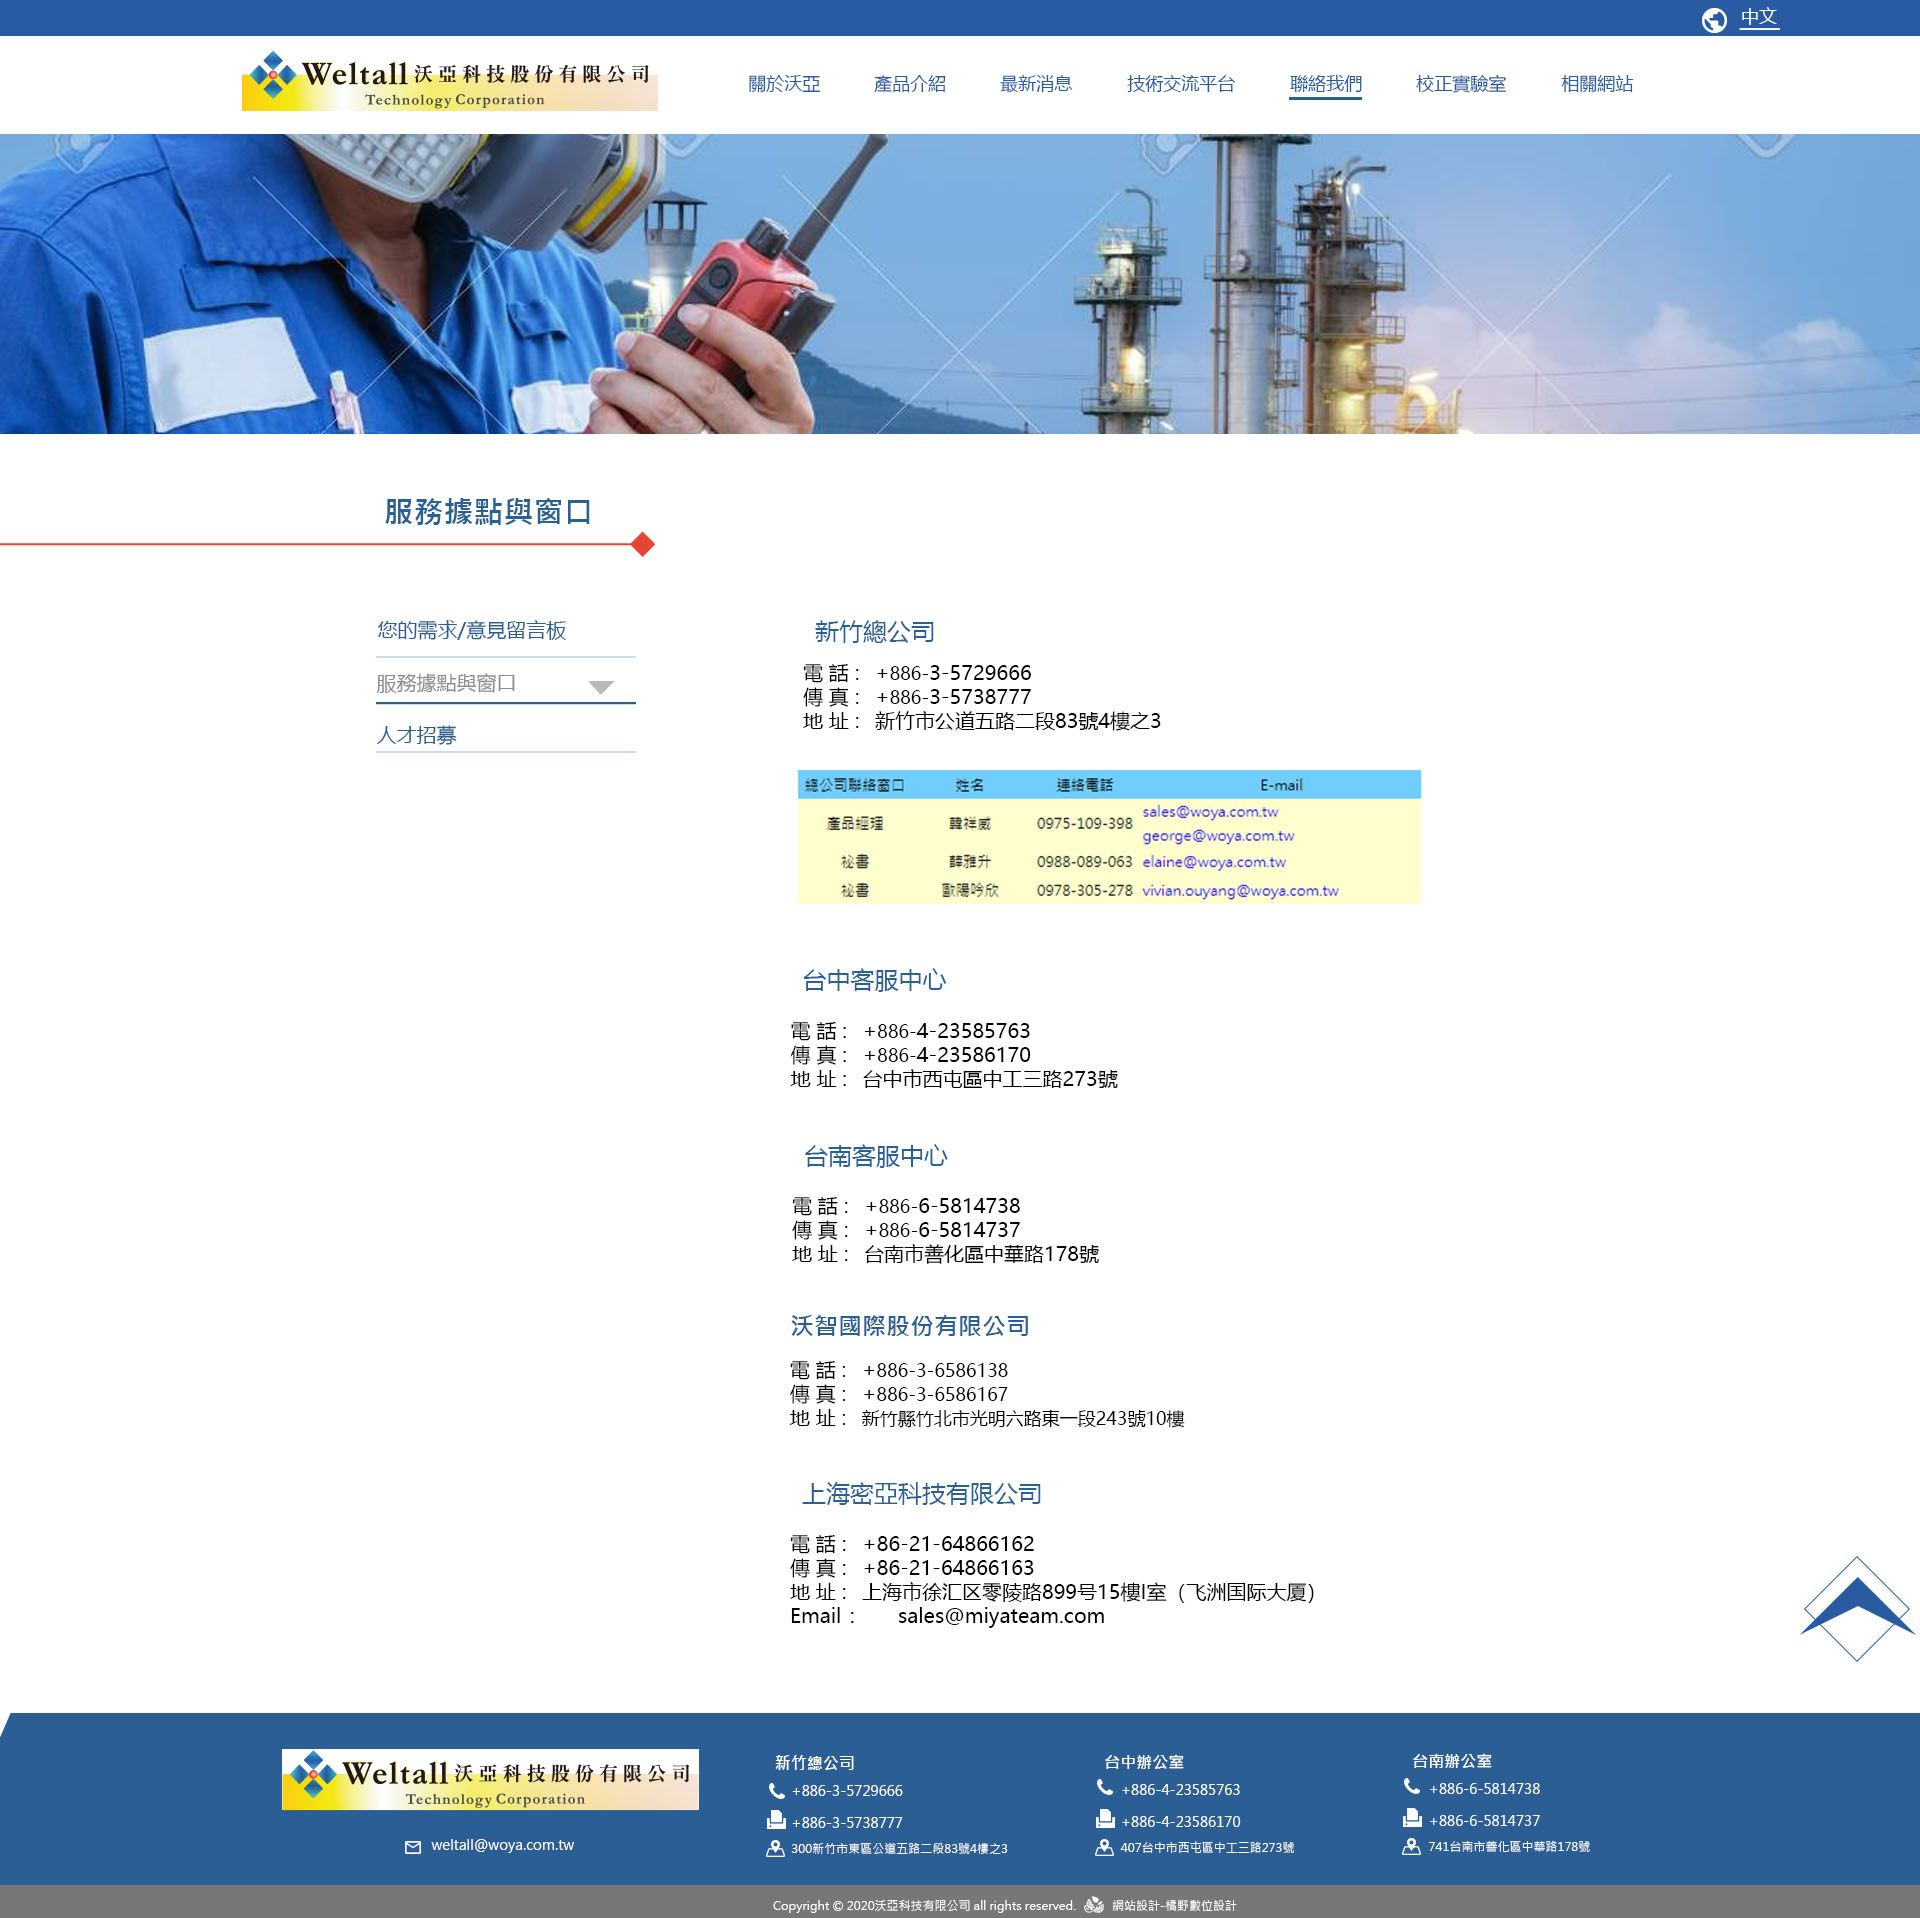 中文
Weltall 沃亞科技股份有限公司
Technology Corporation
關於沃亞
產品介紹
最新消息
技術交流平台
聯絡我們
校正實驗室
相關網站
服務據點與窗口
您的需求/意見留言板
服務據點與窗口
人才招募
新竹總公司
電 話 : +886-3-5729666
傳 真 : +886-3-5738777
地 址 : 新竹市公道五路二段83號4樓之3
總公司聯絡窗口 姓名 連絡電話 E-mail
產品經理 韓祥威 0975-109-398 sales@woya.com.tw
george@woya.com.tw
祕書 薛雅升 0988-089-063 elaine@woya.com.tw
祕書 歐陽吟欣 0978-305-278 vivian.ouyang@woya.com.tw
台中客服中心
電 話 : +886-4-23585763
傳 真 : +886-4-23586170
地 址 : 台中市西屯區中工三路273號
台南客服中心
電 話 : +886-6-5814738
傳 真 : +886-6-5814737
地 址 : 台南市善化區中華路178號
沃智國際股份有限公司
電 話 : +886-3-6586138
傳 真 : +886-3-6586167
地 址 : 新竹縣竹北市光明六路東一段243號10樓
上海密亞科技有限公司
電 話 : +86-21-64866162
傳 真 : +86-21-64866163
地 址 : 上海市徐汇区零陵路899号15樓I室（飞洲国际大厦）
Email : sales@miyateam.com
Weltall 沃亞科技股份有限公司
Technology Corporation
weltall@woya.com.tw
新竹總公司
+886-3-5729666
+886-3-5738777
300新竹市東區公道五路二段83號4樓之3
台中辦公室
+886-4-23585763
+886-4-23586170
407台中市西屯區中工三路273號
台南辦公室
+886-6-5814738
+886-6-5814737
741台南市善化區中華路178號
Copyright © 2020沃亞科技有限公司 all rights reserved. 網站設計-橘野數位設計